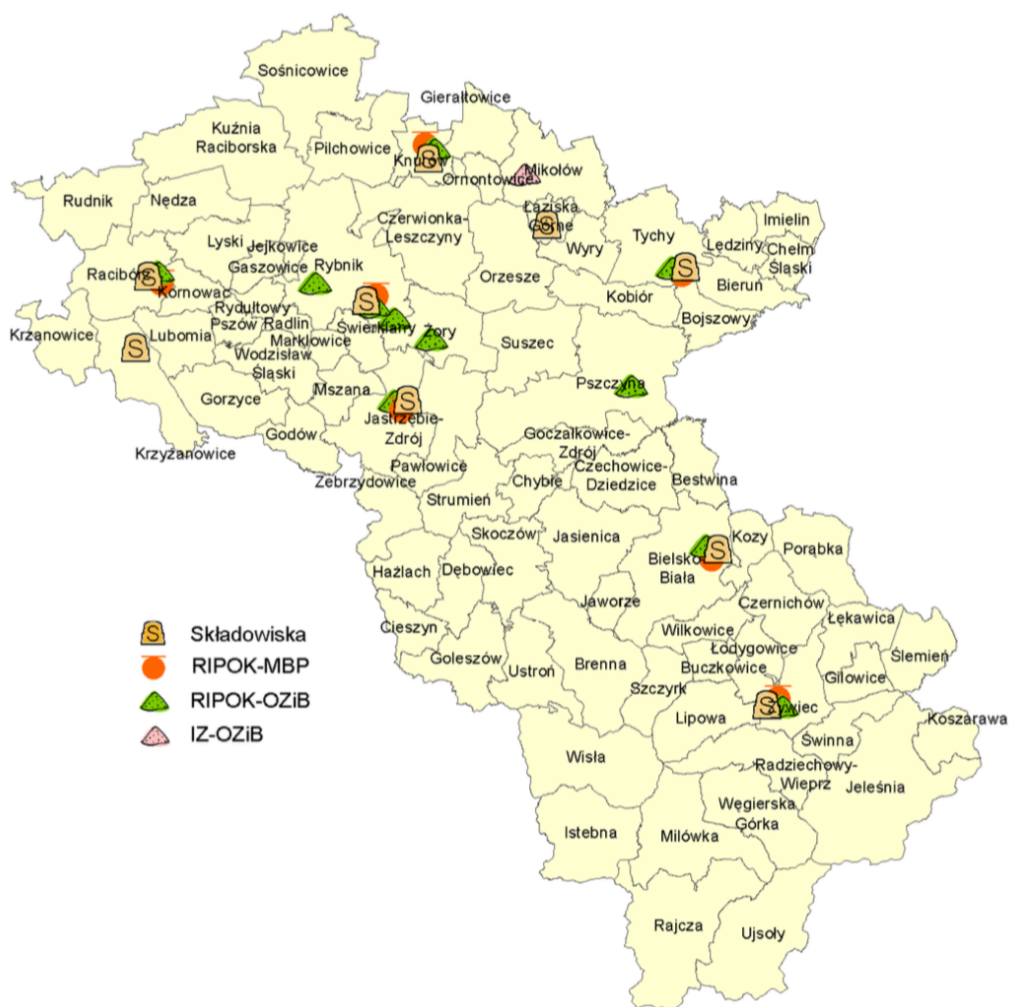 Sośnicowice
Gierałtowice
Kuźnia
Raciborska
Pilchowice
Knurów
S
Ornontowice
Mikołów
Rudnik
Nędza
Łaziska
Górne
S
Czerwionka-
Leszczyny
Wyry
Tychy
Imielin
Lędziny
Chełm
Śląski
Lyski
Jejkowice
Gaszowice
Rybnik
Orzesze
S
Bieruń
Racibórz
S
Kornowac
Kobiór
Bojszowy
Rydułtowy
S
Pszów
Radlin
Świerklany
Żory
Krzanowice
S
Lubomia
Marklowice
Wodzisław
Śląski
Suszec
Mszana
Pszczyna
Gorzyce
S
Jastrzębie-
Zdrój
Godów
Goczałkowice-
Zdrój
Krzyżanowice
Pawłowice
Zebrzydowice
Chybie
Czechowice-
Dziedzice
Bestwina
Strumień
Skoczów
Jasienica
Kozy
Porąbka
S
Bielsko
Biała
Hażlach
Dębowiec
Jaworze
Czernichów
Łękawica
Cieszyn
Wilkowice
S Składowiska
Łodygowice
Ślemień
Goleszów
Ustroń
Brenna
Buczkowice
RIPOK-MBP
Gilowice
Szczyrk
RIPOK-OZiB
S
Żywiec
Lipowa
Koszarawa
IZ-OZiB
Świnna
Wisła
Radziechowy-
Wieprz
Jeleśnia
Węgierska
Górka
Istebna
Milówka
Rajcza
Ujsoły